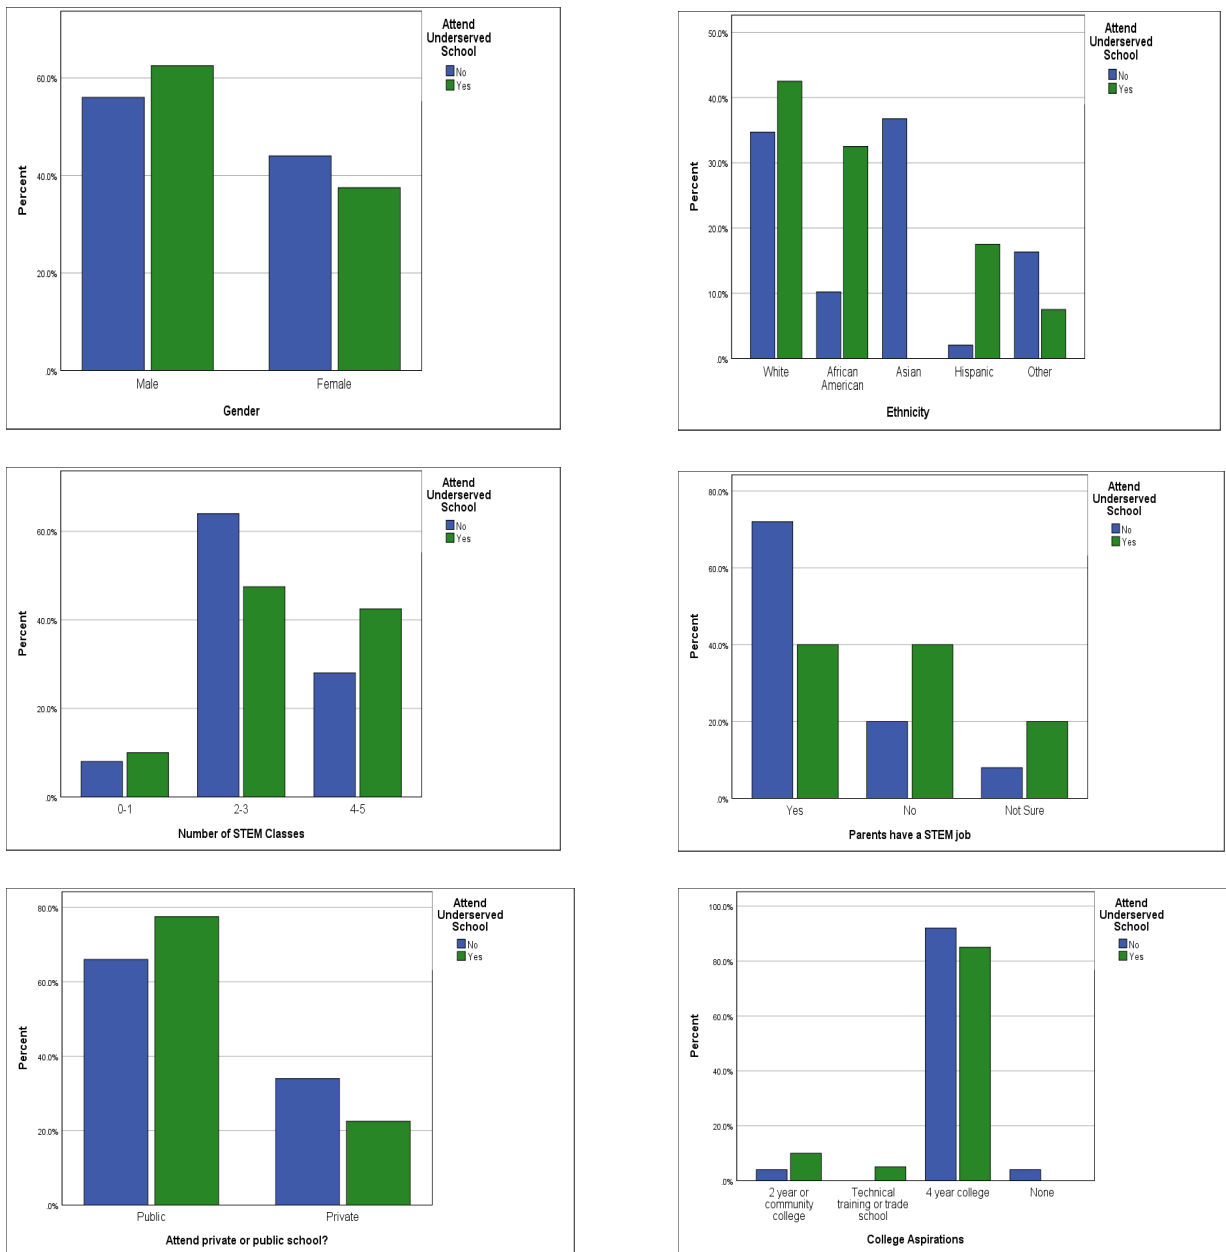 Attend
Underserved
School
No
Yes
60.0%
40.0%
20.0%
.0%
Percent
Male
Female
Gender
Attend
Underserved
School
No
Yes
50.0%
40.0%
30.0%
20.0%
10.0%
.0%
Percent
White
African
American
Asian
Hispanic
Other
Ethnicity
Attend
Underserved
School
No
Yes
60.0%
40.0%
20.0%
.0%
Percent
0-1
2-3
4-5
Number of STEM Classes
Attend
Underserved
School
No
Yes
80.0%
60.0%
40.0%
20.0%
.0%
Percent
Yes
No
Not Sure
Parents have a STEM job
Attend
Underserved
School
No
Yes
80.0%
60.0%
40.0%
20.0%
.0%
Percent
Public
Private
Attend private or public school?
Attend
Underserved
School
No
Yes
100.0%
80.0%
60.0%
40.0%
20.0%
.0%
Percent
2 year or
community
college
Technical
training or trade
school
4 year college
None
College Aspirations